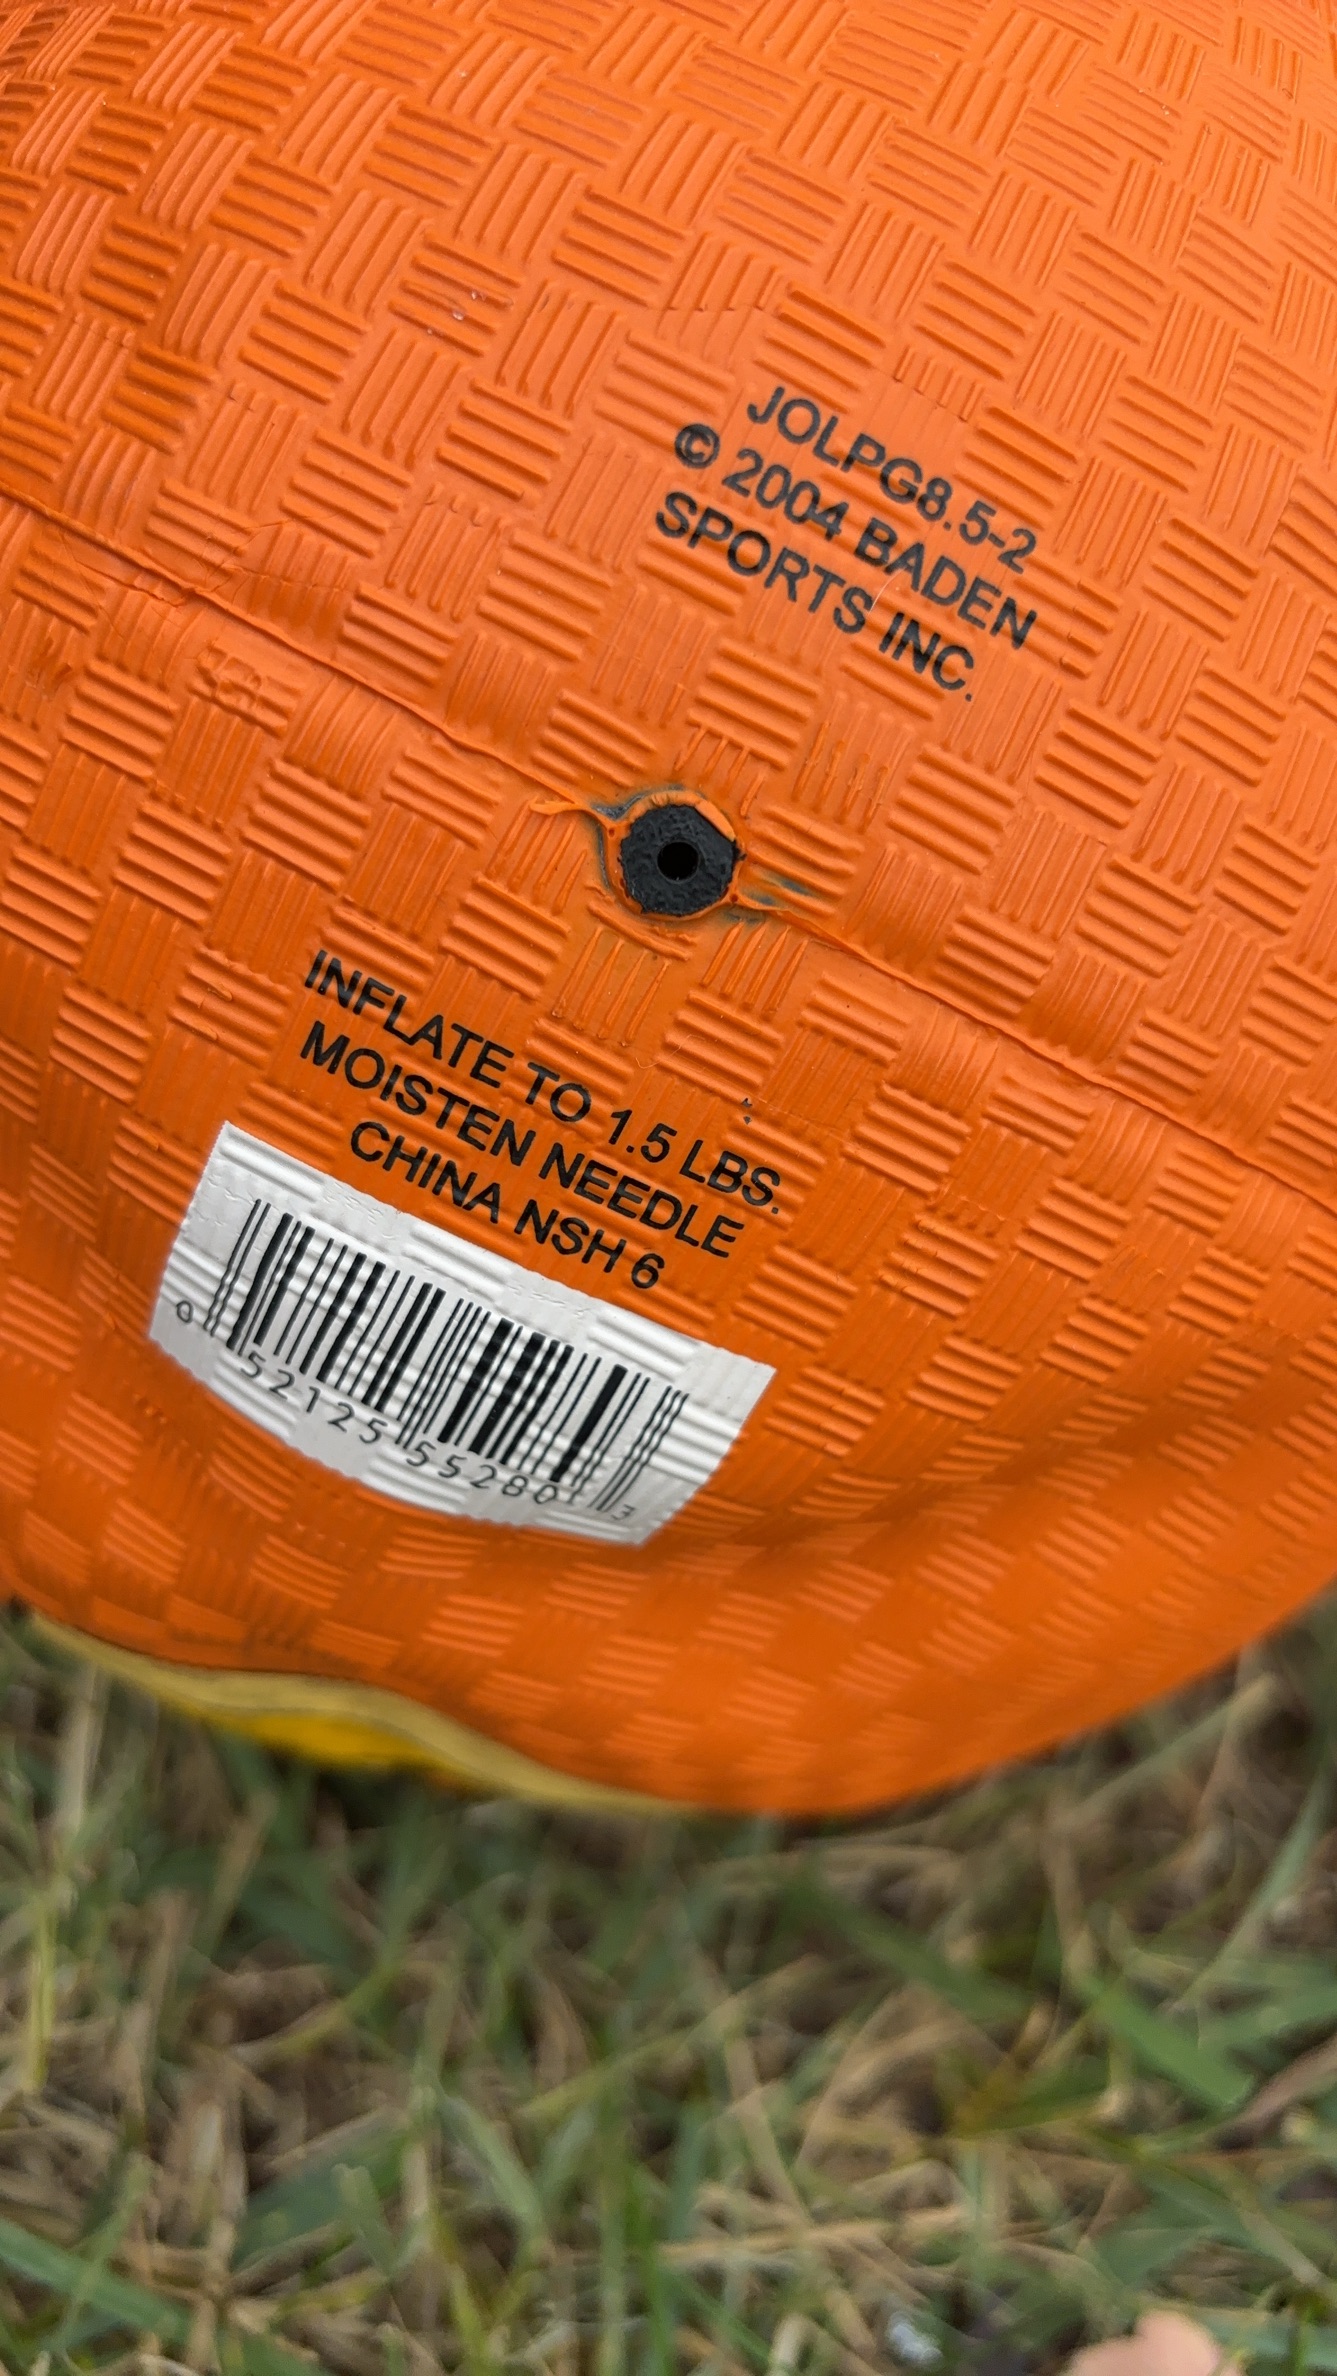 JOLPG8.5-2
© 2004 BADEN
SPORTS INC.
INFLATE TO 1.5 LBS.
MOISTEN NEEDLE
CHINA NSH 6
0 52125 55280 3